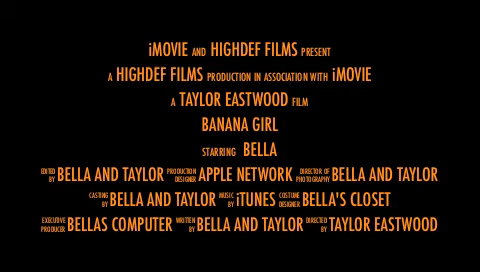 iMOVIE AND HIGHDEF FILMS PRESENT
A HIGHDEF FILMS PRODUCTION IN ASSOCIATION WITH iMOVIE
A TAYLOR EASTWOOD FILM
BANANA GIRL
STARRING BELLA
EDITED BY BELLA AND TAYLOR PRODUCTION DESIGNER APPLE NETWORK DIRECTOR OF PHOTOGRAPHY BELLA AND TAYLOR
CASTING BY BELLA AND TAYLOR MUSIC BY iTUNES COSTUME DESIGNER BELLA'S CLOSET
EXECUTIVE PRODUCER BELLAS COMPUTER WRITTEN BY BELLA AND TAYLOR DIRECTED BY TAYLOR EASTWOOD